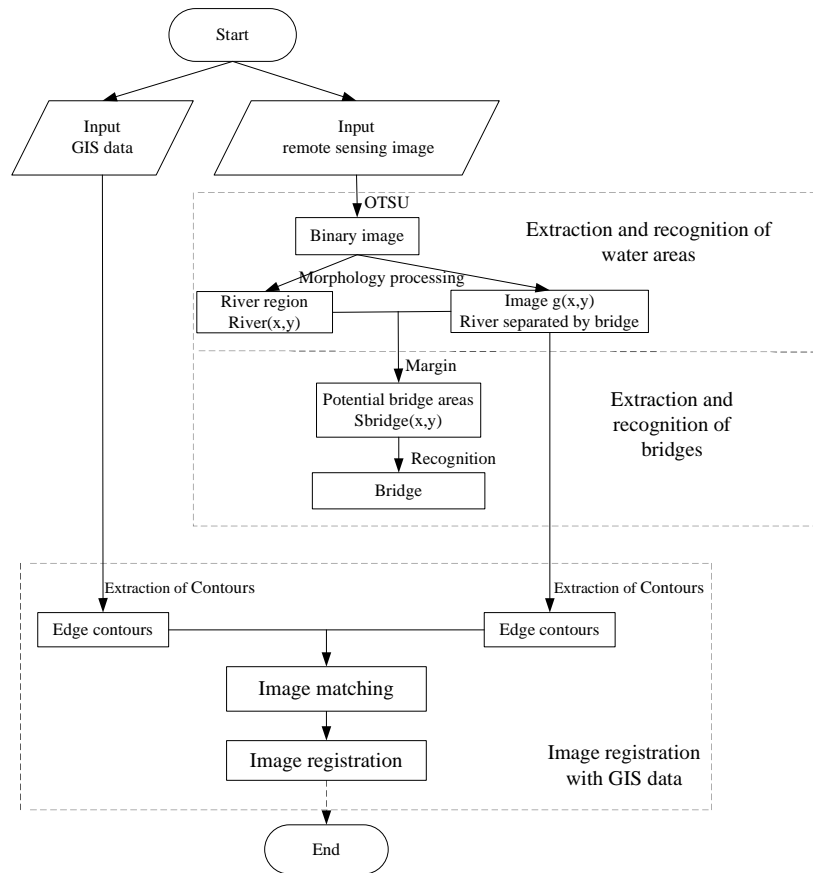 Start
Input
GIS data
Input
remote sensing image
OTSU
Binary image
Extraction and recognition of
water areas
Morphology processing
River region
River(x,y)
Image g(x,y)
River separated by bridge
Margin
Potential bridge areas
Sbridge(x,y)
Extraction and
recognition of
bridges
Recognition
Bridge
Extraction of Contours
Extraction of Contours
Edge contours
Edge contours
Image matching
Image registration
Image registration
with GIS data
End